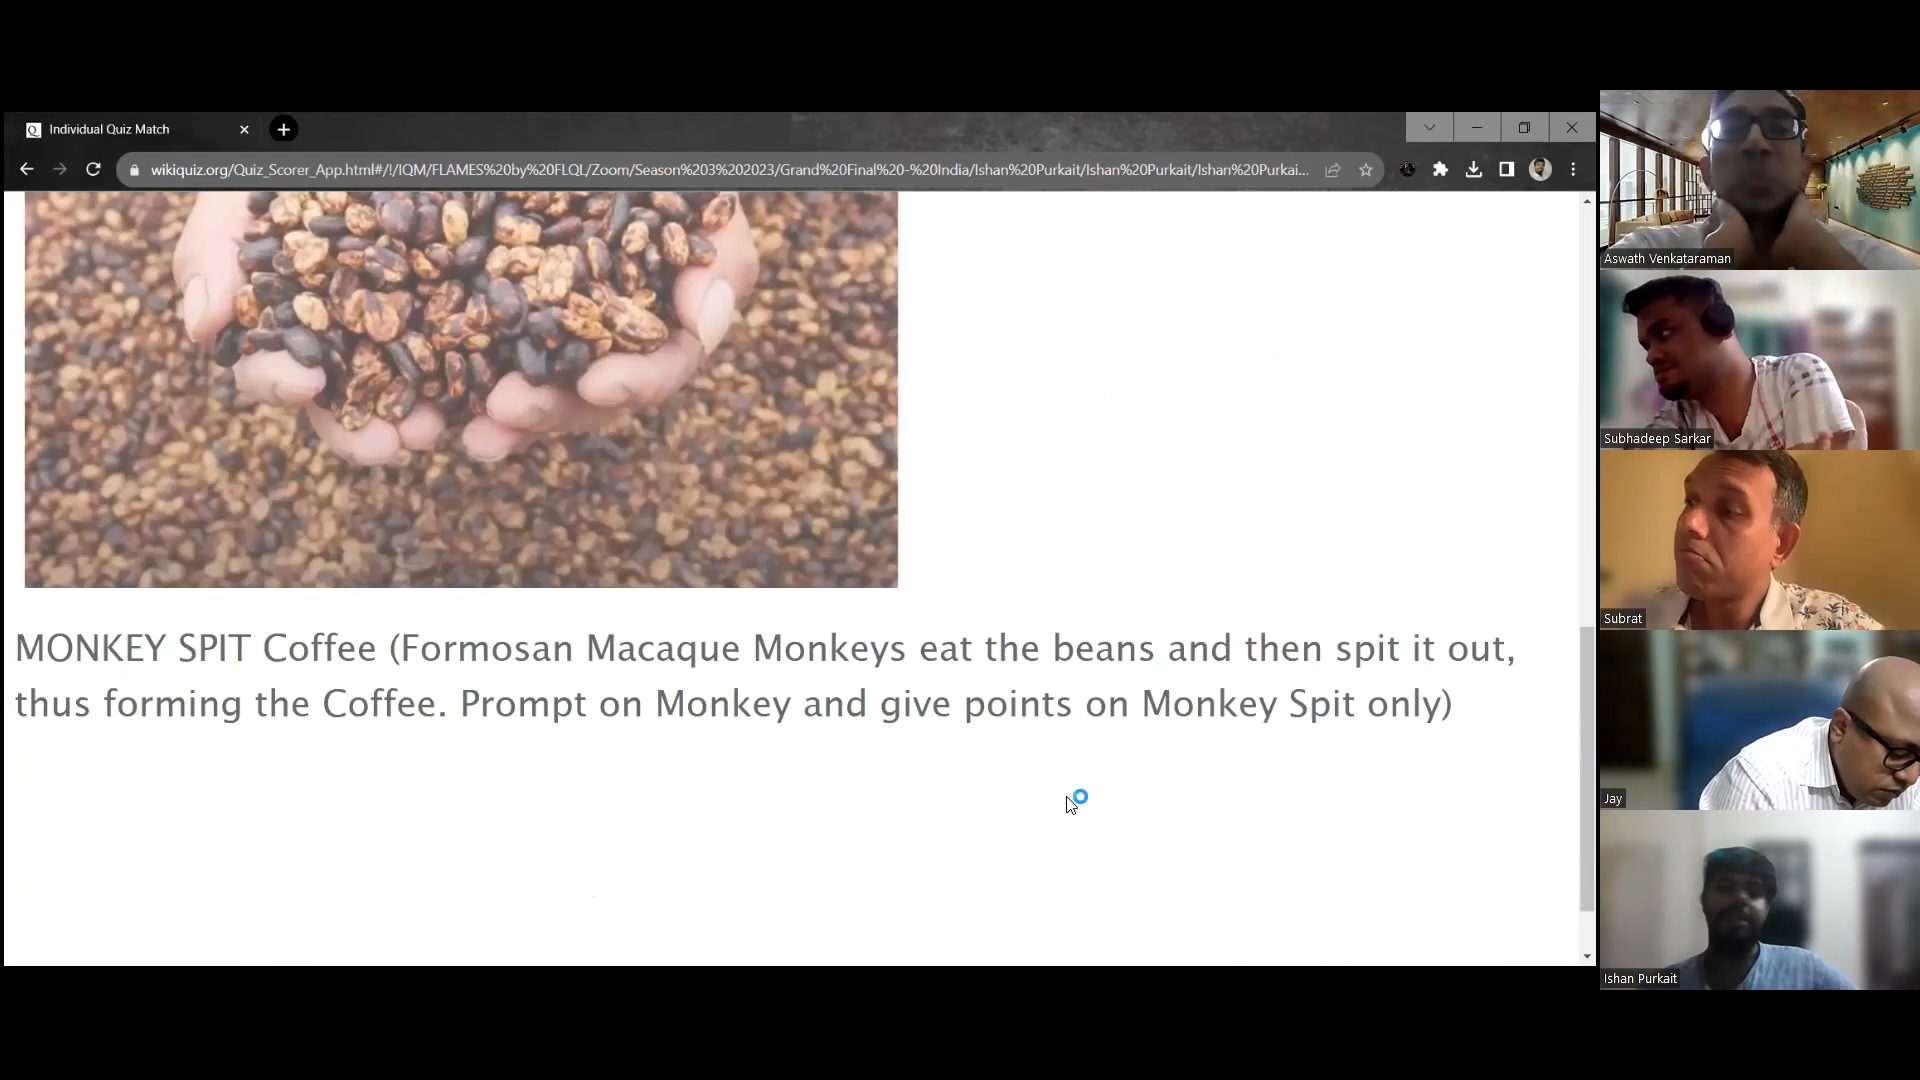 Individual Quiz Match
wikiquiz.org/Quiz_Scorer_App.html#/!/IQM/FLAMES%20by%20FLQL/Zoom/Season%203%202023/Grand%20Final%20-%20India/Ishan%20Purkait/Ishan%20Purkait/Ishan%20Purkai...
MONKEY SPIT Coffee (Formosan Macaque Monkeys eat the beans and then spit it out,
thus forming the Coffee. Prompt on Monkey and give points on Monkey Spit only)
Aswath Venkataraman
Subhadeep Sarkar
Subrat
Jay
Ishan Purkait